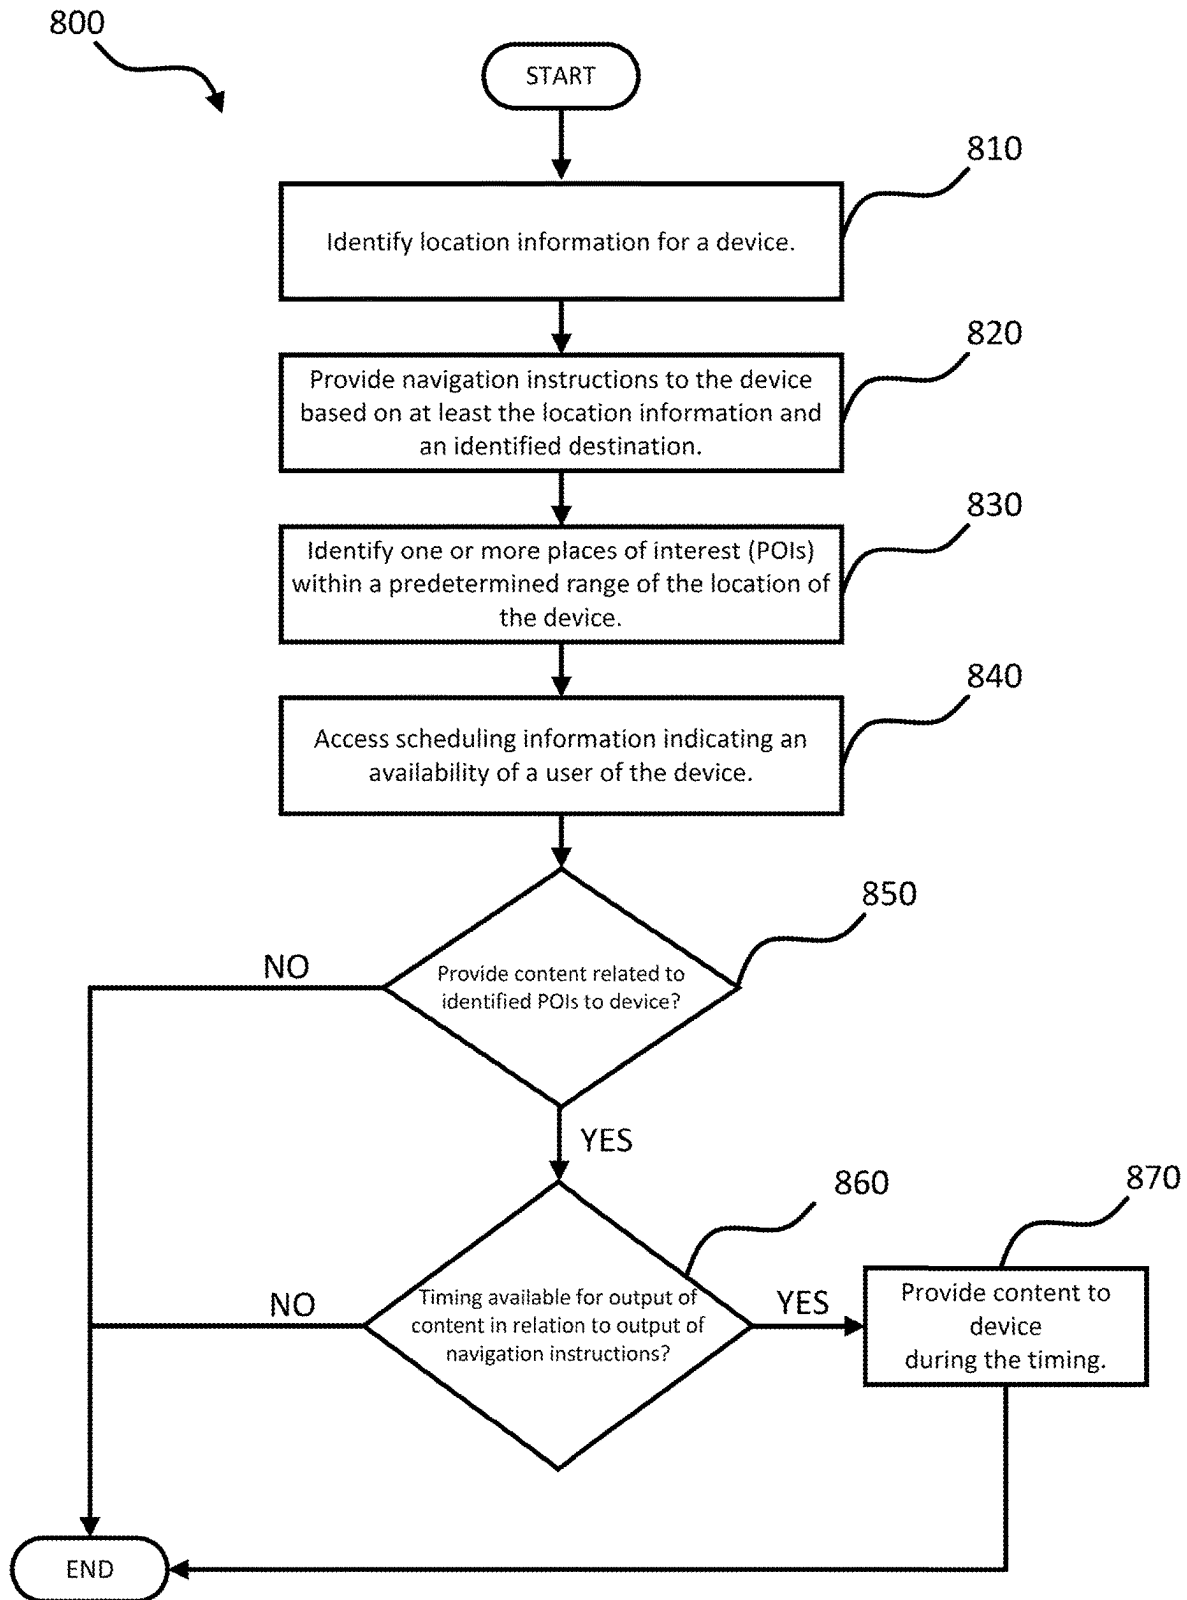 800
START
810
Identify location information for a device.
820
Provide navigation instructions to the device
based on at least the location information and
an identified destination.
830
Identify one or more places of interest (POIs)
within a predetermined range of the location of
the device.
840
Access scheduling information indicating an
availability of a user of the device.
850
NO
Provide content related to
identified POIs to device?
YES
860
870
NO
Timing available for output of
content in relation to output of
navigation instructions?
YES
Provide content to
device
during the timing.
END